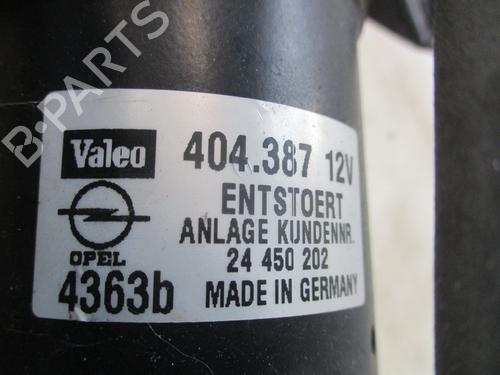 B-PARTS
Valeo 404.387 12V
ENTSTOERT
ANLAGE KUNDENNR.
OPEL 24 450 202
4363b MADE IN GERMANY